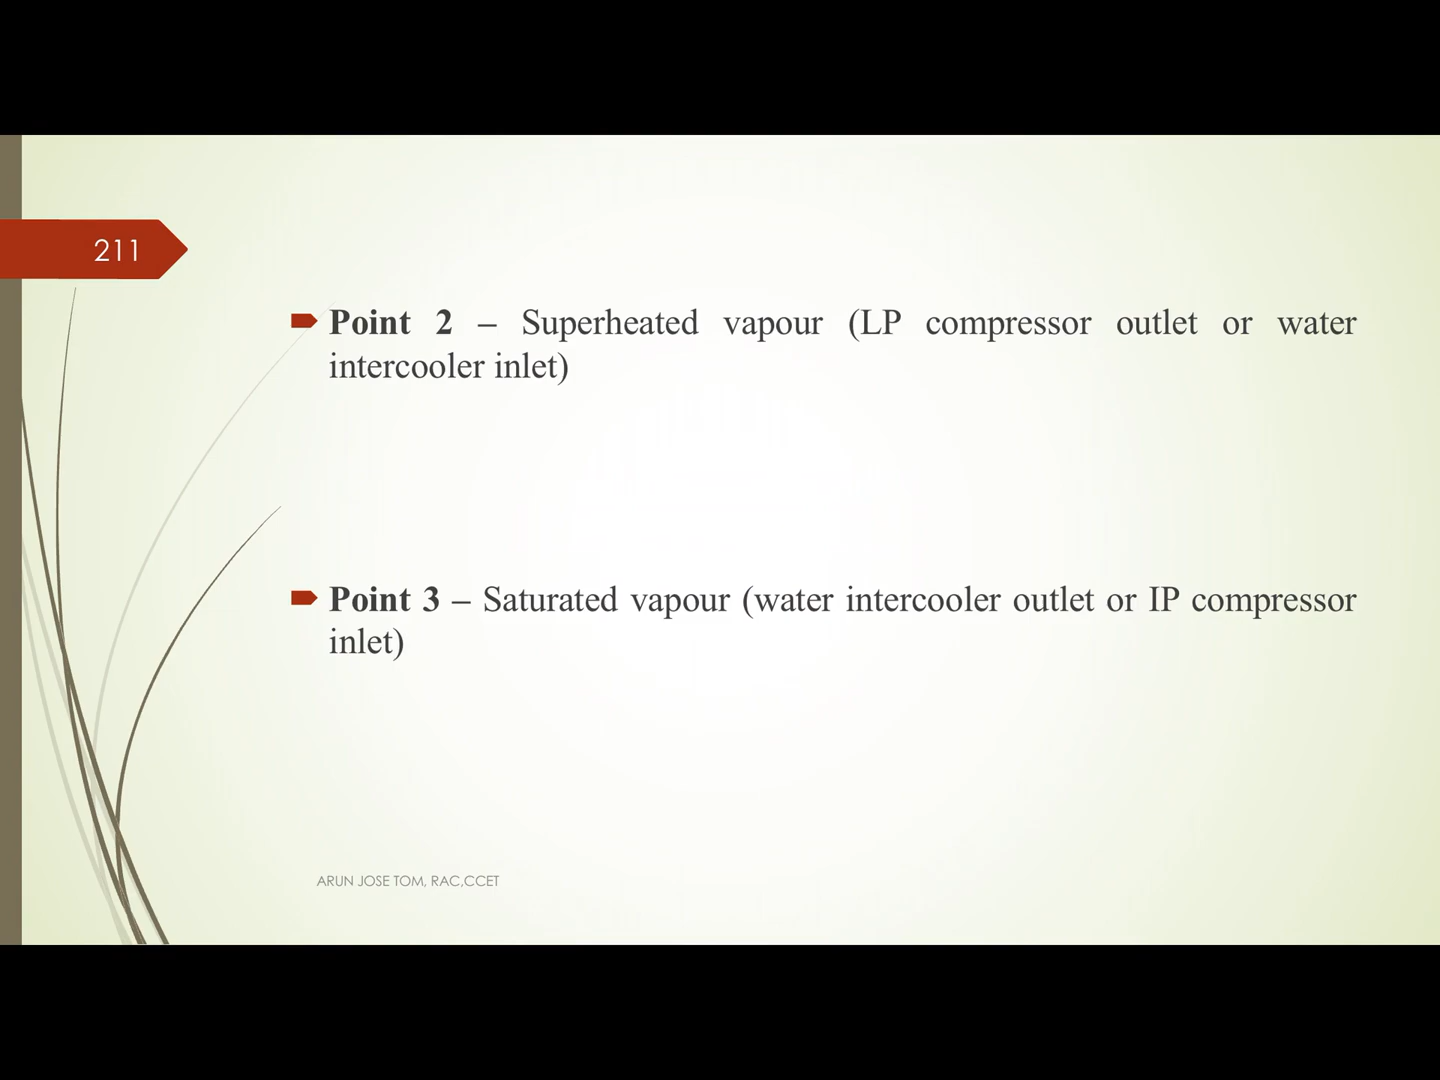 211
Point 2 – Superheated vapour (LP compressor outlet or water
intercooler inlet)
Point 3 – Saturated vapour (water intercooler outlet or IP compressor
inlet)
ARUN JOSE TOM, RAC,CCET